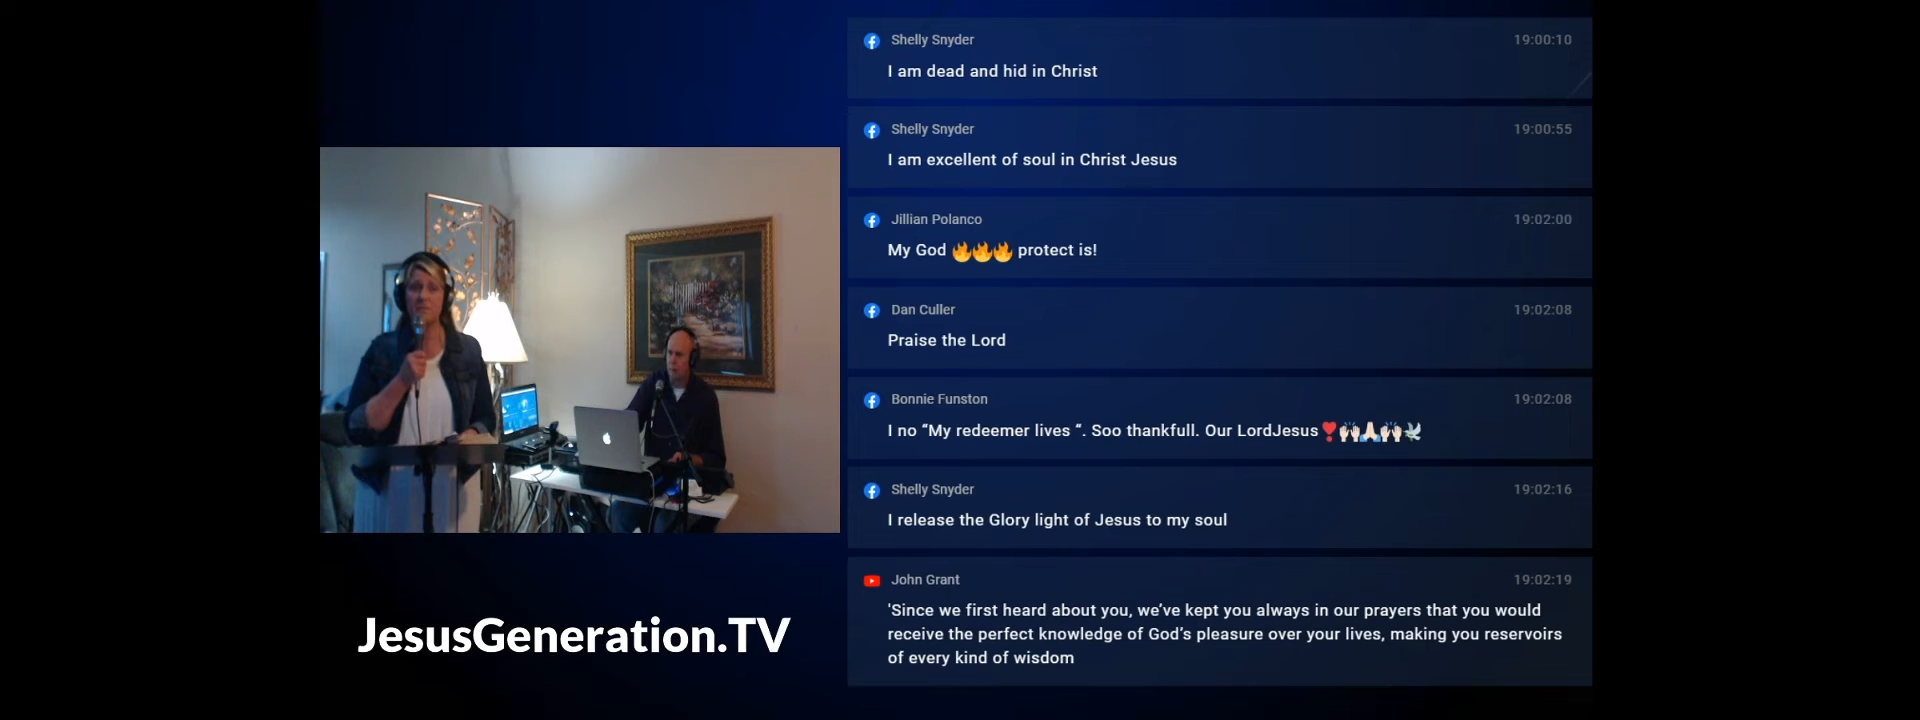 Shelly Snyder 19:00:10
I am dead and hid in Christ
Shelly Snyder 19:00:55
I am excellent of soul in Christ Jesus
Jillian Polanco 19:02:00
My God 🔥🔥🔥 protect is!
Dan Culler 19:02:08
Praise the Lord
Bonnie Funston 19:02:08
I no “My redeemer lives “. Soo thankfull. Our LordJesus❣️🙌🏻🙏🏻🙌🏻🕊️
Shelly Snyder 19:02:16
I release the Glory light of Jesus to my soul
John Grant 19:02:19
'Since we first heard about you, we’ve kept you always in our prayers that you would
receive the perfect knowledge of God’s pleasure over your lives, making you reservoirs
of every kind of wisdom
JesusGeneration.TV